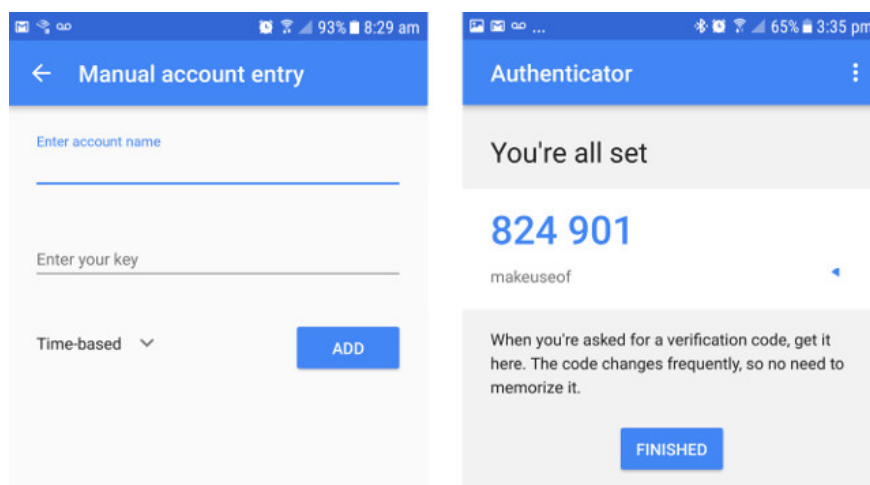 93% 8:29 am
Manual account entry
Enter account name
Enter your key
Time-based
ADD
... 65% 3:35 pm
Authenticator
You're all set
824 901
makeuseof
When you're asked for a verification code, get it
here. The code changes frequently, so no need to
memorize it.
FINISHED